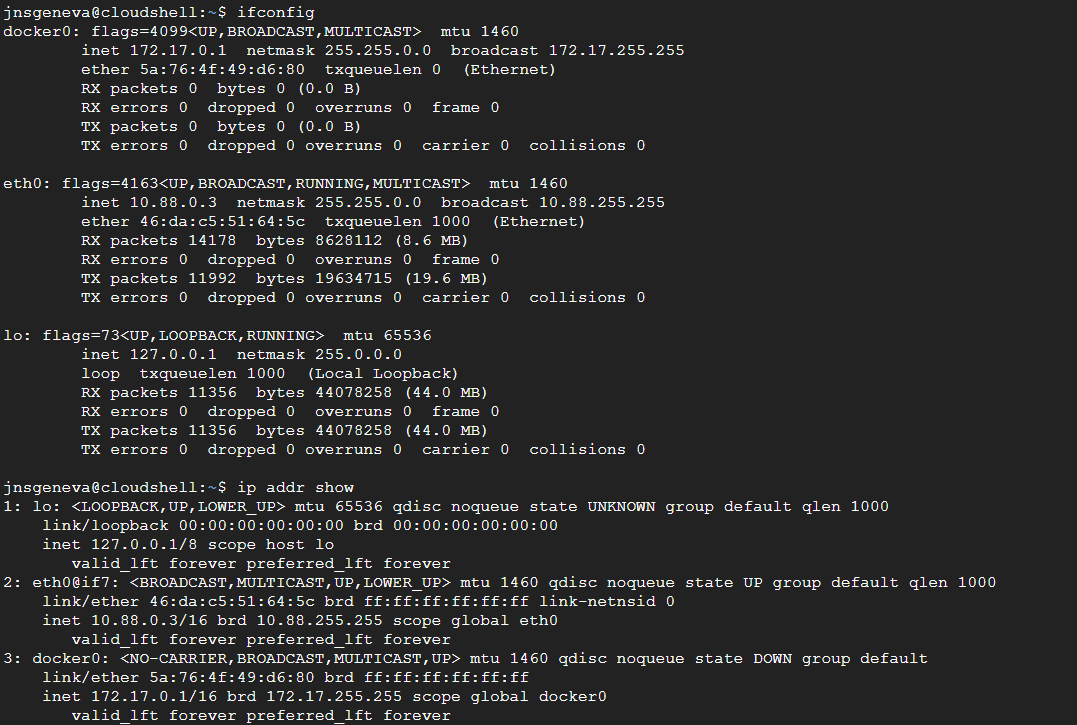 jnsgeneva@cloudshell:~$ ifconfig
docker0: flags=4099<UP,BROADCAST,MULTICAST>  mtu 1460
        inet 172.17.0.1  netmask 255.255.0.0  broadcast 172.17.255.255
        ether 5a:76:4f:49:d6:80  txqueuelen 0  (Ethernet)
        RX packets 0  bytes 0 (0.0 B)
        RX errors 0  dropped 0  overruns 0  frame 0
        TX packets 0  bytes 0 (0.0 B)
        TX errors 0  dropped 0 overruns 0  carrier 0  collisions 0

eth0: flags=4163<UP,BROADCAST,RUNNING,MULTICAST>  mtu 1460
        inet 10.88.0.3  netmask 255.255.0.0  broadcast 10.88.255.255
        ether 46:da:c5:51:64:5c  txqueuelen 1000  (Ethernet)
        RX packets 14178  bytes 8628112 (8.6 MB)
        RX errors 0  dropped 0  overruns 0  frame 0
        TX packets 11992  bytes 19634715 (19.6 MB)
        TX errors 0  dropped 0 overruns 0  carrier 0  collisions 0

lo: flags=73<UP,LOOPBACK,RUNNING>  mtu 65536
        inet 127.0.0.1  netmask 255.0.0.0
        loop  txqueuelen 1000  (Local Loopback)
        RX packets 11356  bytes 44078258 (44.0 MB)
        RX errors 0  dropped 0  overruns 0  frame 0
        TX packets 11356  bytes 44078258 (44.0 MB)
        TX errors 0  dropped 0 overruns 0  carrier 0  collisions 0

jnsgeneva@cloudshell:~$ ip addr show
1: lo: <LOOPBACK,UP,LOWER_UP> mtu 65536 qdisc noqueue state UNKNOWN group default qlen 1000
    link/loopback 00:00:00:00:00:00 brd 00:00:00:00:00:00
    inet 127.0.0.1/8 scope host lo
       valid_lft forever preferred_lft forever
2: eth0@if7: <BROADCAST,MULTICAST,UP,LOWER_UP> mtu 1460 qdisc noqueue state UP group default qlen 1000
    link/ether 46:da:c5:51:64:5c brd ff:ff:ff:ff:ff:ff link-netnsid 0
    inet 10.88.0.3/16 brd 10.88.255.255 scope global eth0
       valid_lft forever preferred_lft forever
3: docker0: <NO-CARRIER,BROADCAST,MULTICAST,UP> mtu 1460 qdisc noqueue state DOWN group default
    link/ether 5a:76:4f:49:d6:80 brd ff:ff:ff:ff:ff:ff
    inet 172.17.0.1/16 brd 172.17.255.255 scope global docker0
       valid_lft forever preferred_lft forever